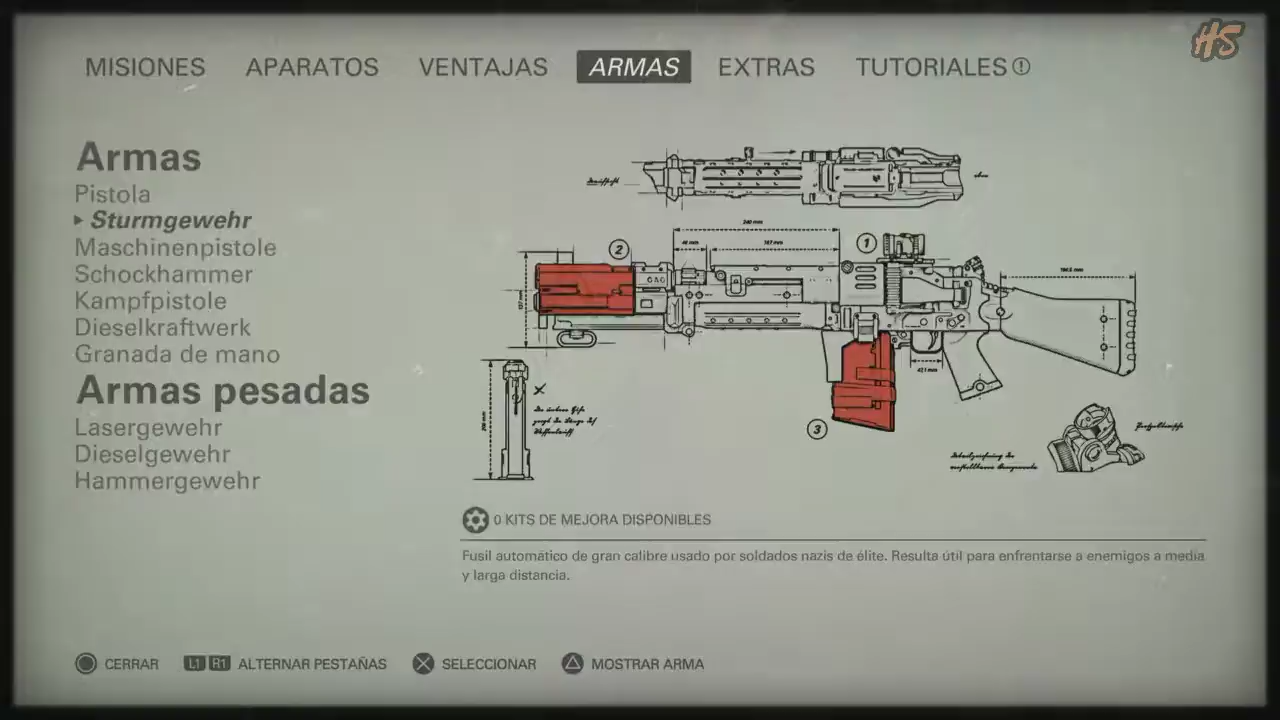 HS
MISIONES APARATOS VENTAJAS ARMAS EXTRAS TUTORIALES
Armas
Pistola
Sturmgewehr
Maschinenpistole
Schockhammer
Kampfpistole
Dieselkraftwerk
Granada de mano
Armas pesadas
Lasergewehr
Dieselgewehr
Hammergewehr
1
2
3
0 KITS DE MEJORA DISPONIBLES
Fusil automático de gran calibre usado por soldados nazis de élite. Resulta útil para enfrentarse a enemigos a media
y larga distancia.
CERRAR L1 R1 ALTERNAR PESTAÑAS SELECCIONAR MOSTRAR ARMA